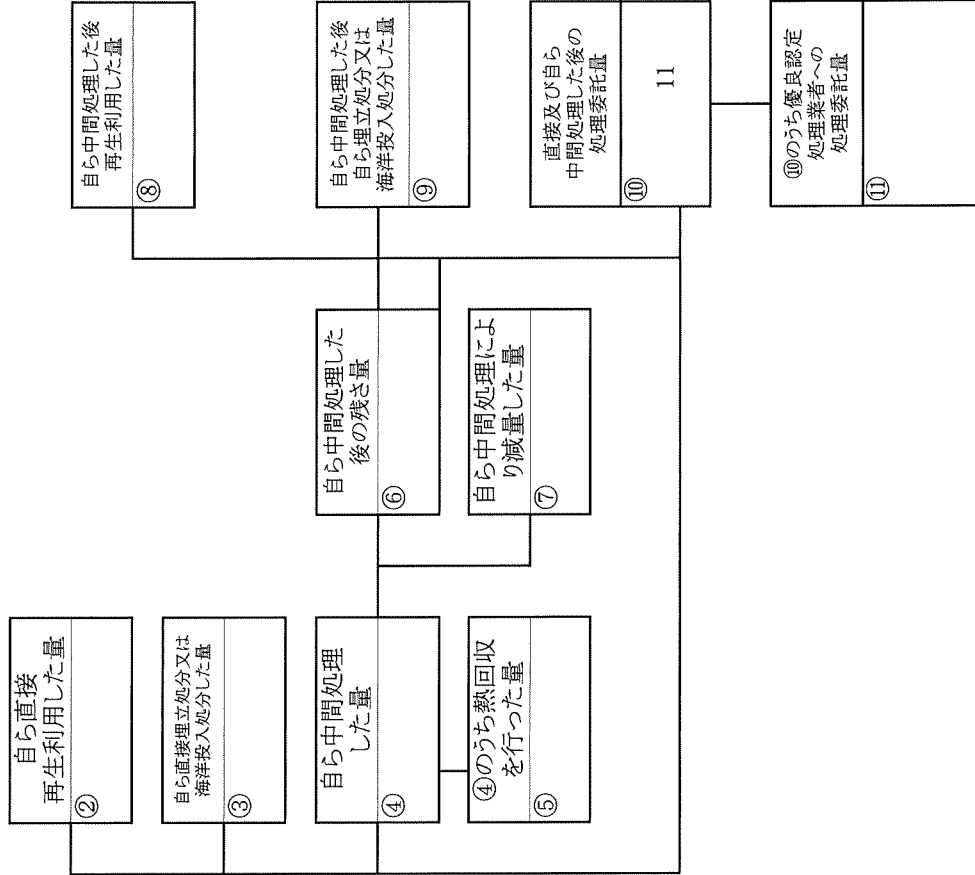 自ら直接
再生利用した量
②
自ら直接埋立処分又は
海洋投入処分した量
③
自ら中間処理
した量
④
④のうち熱回収
を行った量
⑤
自ら中間処理した
後の残さ量
⑥
自ら中間処理によ
り減量した量
⑦
自ら中間処理した後
再生利用した量
⑧
自ら中間処理した後
自ら埋立処分又は
海洋投入処分した量
⑨
直接及び自ら
中間処理した後の
処理委託量
⑩
11
⑩のうち優良認定
処理業者への
処理委託量
⑪